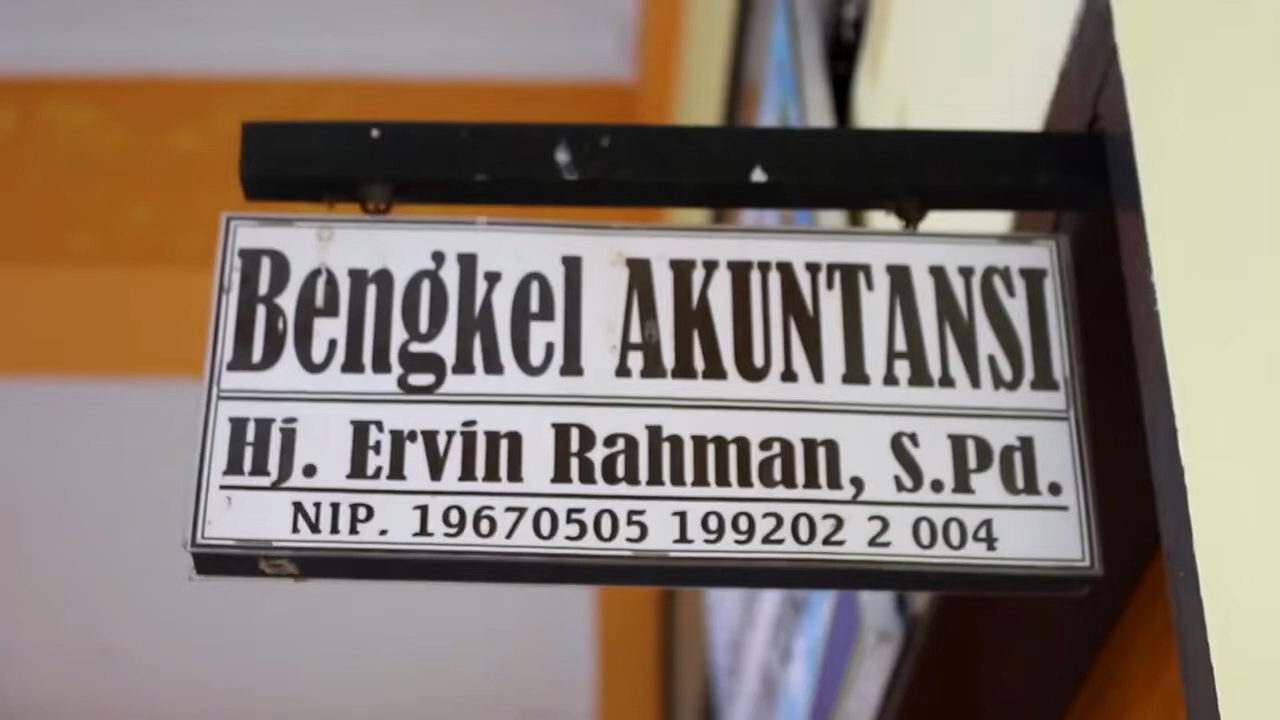 Bengkel AKUNTANSI
Hj. Ervin Rahman, S.Pd.
NIP. 19670505 199202 2 004